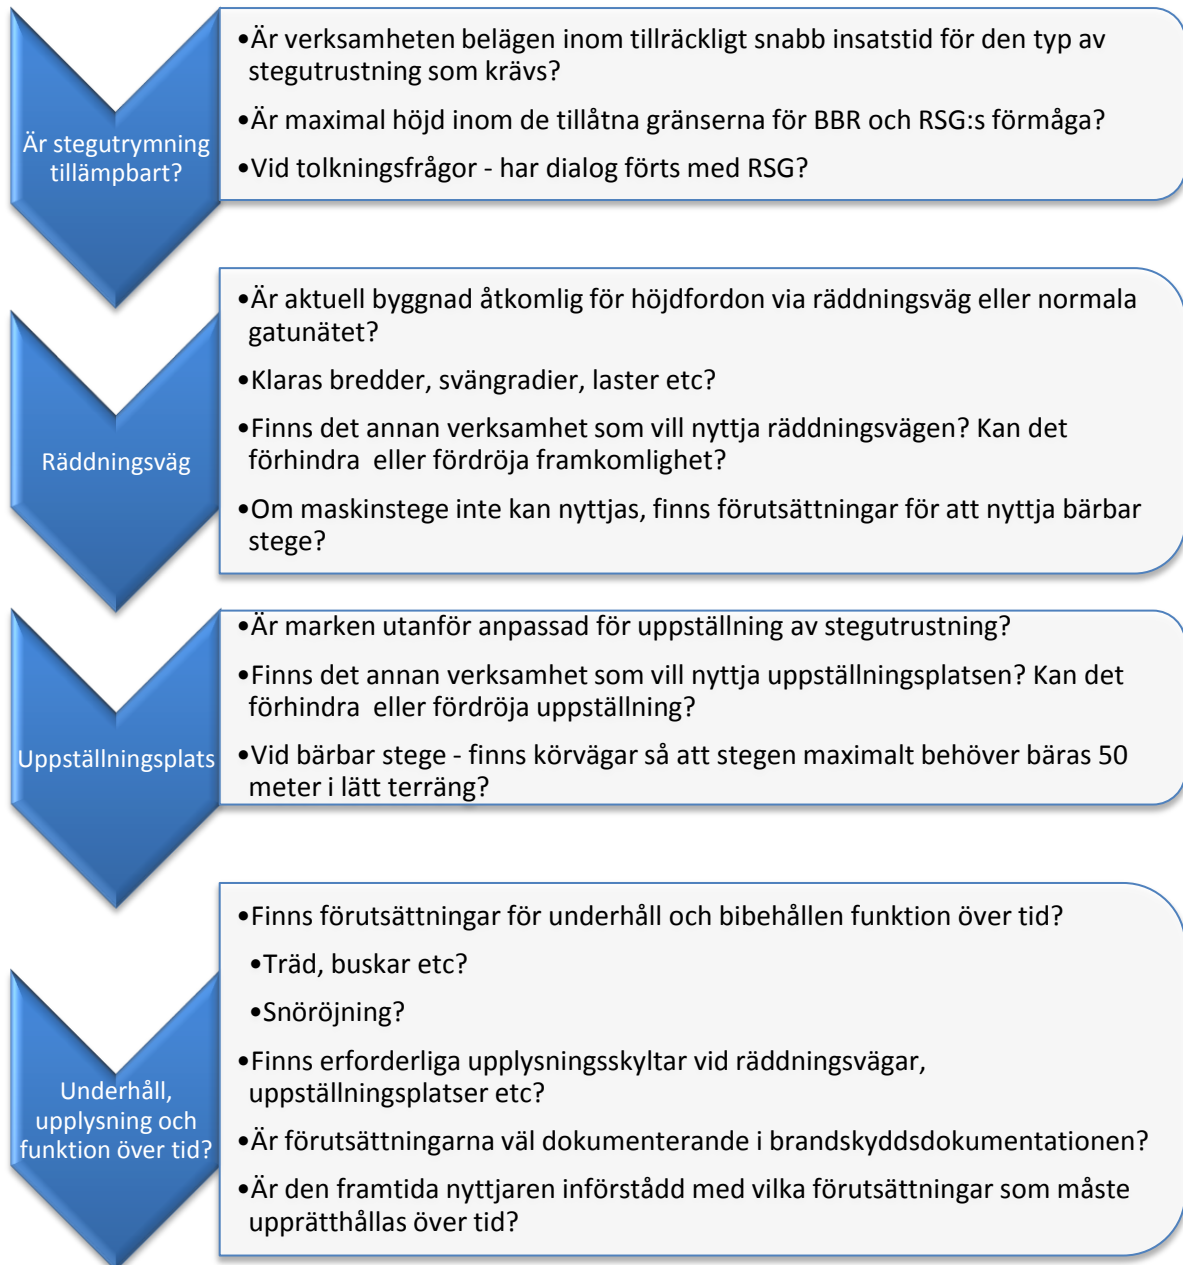 Är stegutrymning
tillämpbart?
•Är verksamheten belägen inom tillräckligt snabb insatstid för den typ av
stegutrustning som krävs?
•Är maximal höjd inom de tillåtna gränserna för BBR och RSG:s förmåga?
•Vid tolkningsfrågor - har dialog förts med RSG?
Räddningsväg
•Är aktuell byggnad åtkomlig för höjdfordon via räddningsväg eller normala
gatunätet?
•Klaras bredder, svängradier, laster etc?
•Finns det annan verksamhet som vill nyttja räddningsvägen? Kan det
förhindra  eller fördröja framkomlighet?
•Om maskinstege inte kan nyttjas, finns förutsättningar för att nyttja bärbar
stege?
Uppställningsplats
•Är marken utanför anpassad för uppställning av stegutrustning?
•Finns det annan verksamhet som vill nyttja uppställningsplatsen? Kan det
förhindra  eller fördröja uppställning?
•Vid bärbar stege - finns körvägar så att stegen maximalt behöver bäras 50
meter i lätt terräng?
Underhåll,
upplysning och
funktion över tid?
•Finns förutsättningar för underhåll och bibehållen funktion över tid?
•Träd, buskar etc?
•Snöröjning?
•Finns erforderliga upplysningsskyltar vid räddningsvägar,
uppställningsplatser etc?
•Är förutsättningarna väl dokumenterande i brandskyddsdokumentationen?
•Är den framtida nyttjaren införstådd med vilka förutsättningar som måste
upprätthållas över tid?